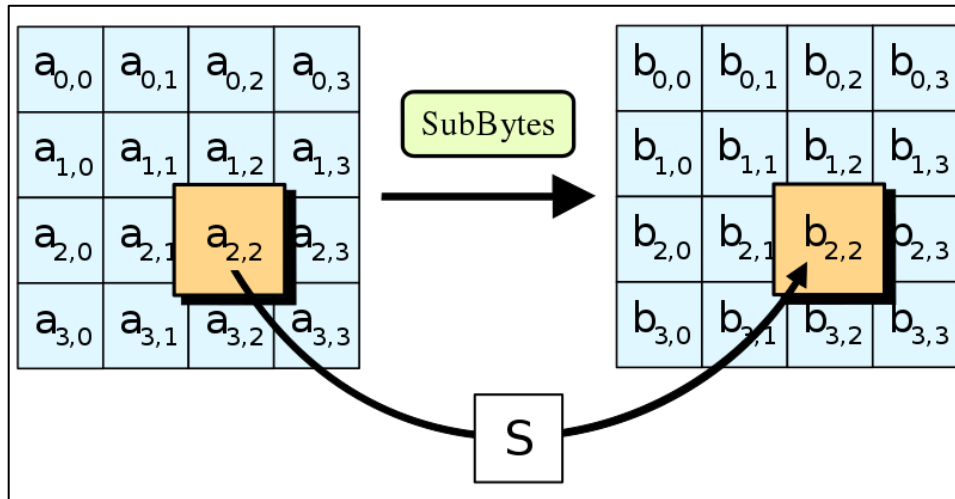 a0,0 a0,1 a0,2 a0,3 b0,0 b0,1 b0,2 b0,3
SubBytes
a1,0 a1,1 a1,2 a1,3 b1,0 b1,1 b1,2 b1,3
a2,0 a2,1 a2,2 a2,3 b2,0 b2,1 b2,2 b2,3
a3,0 a3,1 a3,2 a3,3 b3,0 b3,1 b3,2 b3,3
S